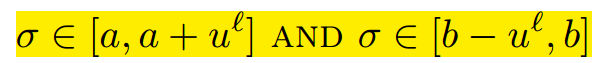 σ ∈ [a, a + u^ℓ] AND σ ∈ [b − u^ℓ, b]